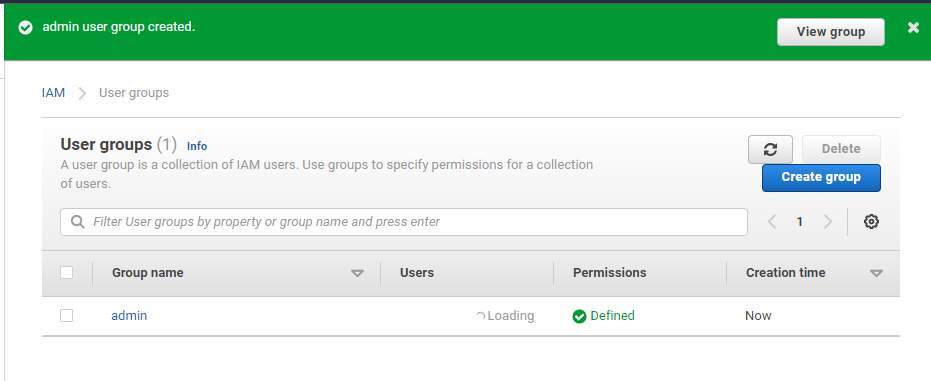 admin user group created.
View group
IAM
User groups
User groups (1) Info
A user group is a collection of IAM users. Use groups to specify permissions for a collection
of users.
Delete
Create group
Filter User groups by property or group name and press enter
1
Group name Users Permissions Creation time
admin Loading Defined Now